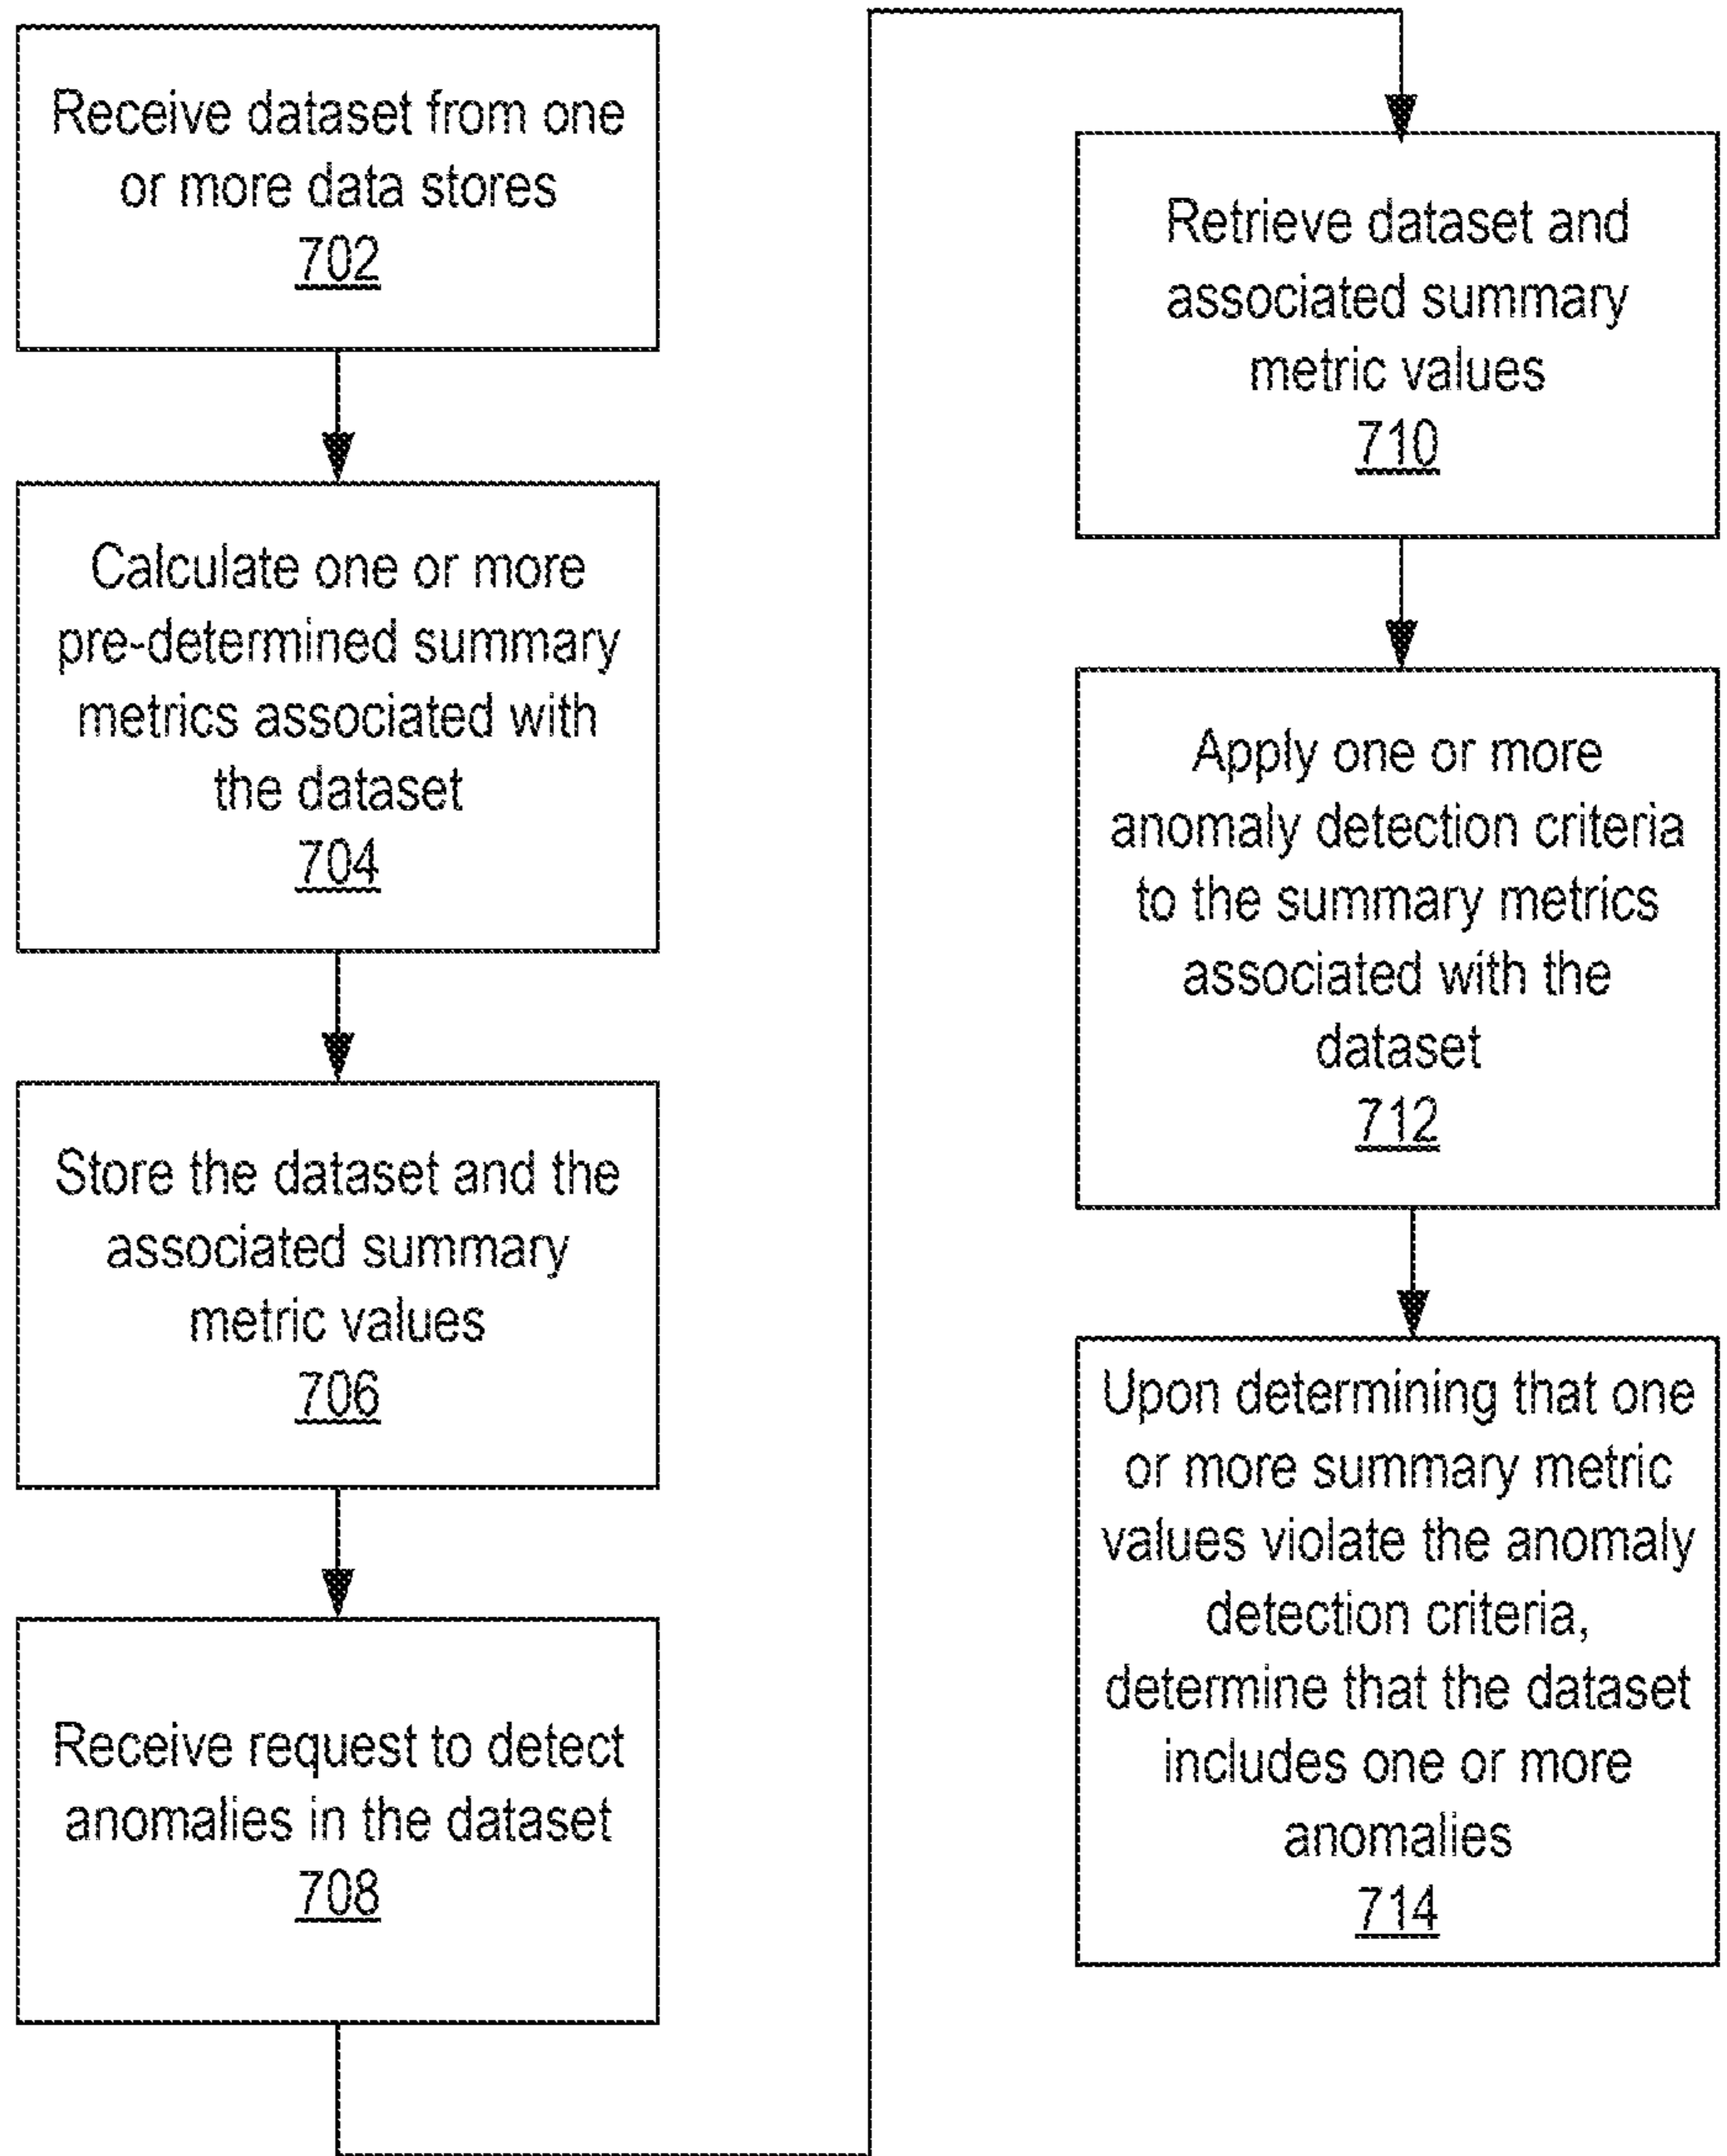 Receive dataset from one
or more data stores
702
Calculate one or more
pre-determined summary
metrics associated with
the dataset
704
Store the dataset and the
associated summary
metric values
706
Receive request to detect
anomalies in the dataset
708
Retrieve dataset and
associated summary
metric values
710
Apply one or more
anomaly detection criteria
to the summary metrics
associated with the
dataset
712
Upon determining that one
or more summary metric
values violate the anomaly
detection criteria,
determine that the dataset
includes one or more
anomalies
714